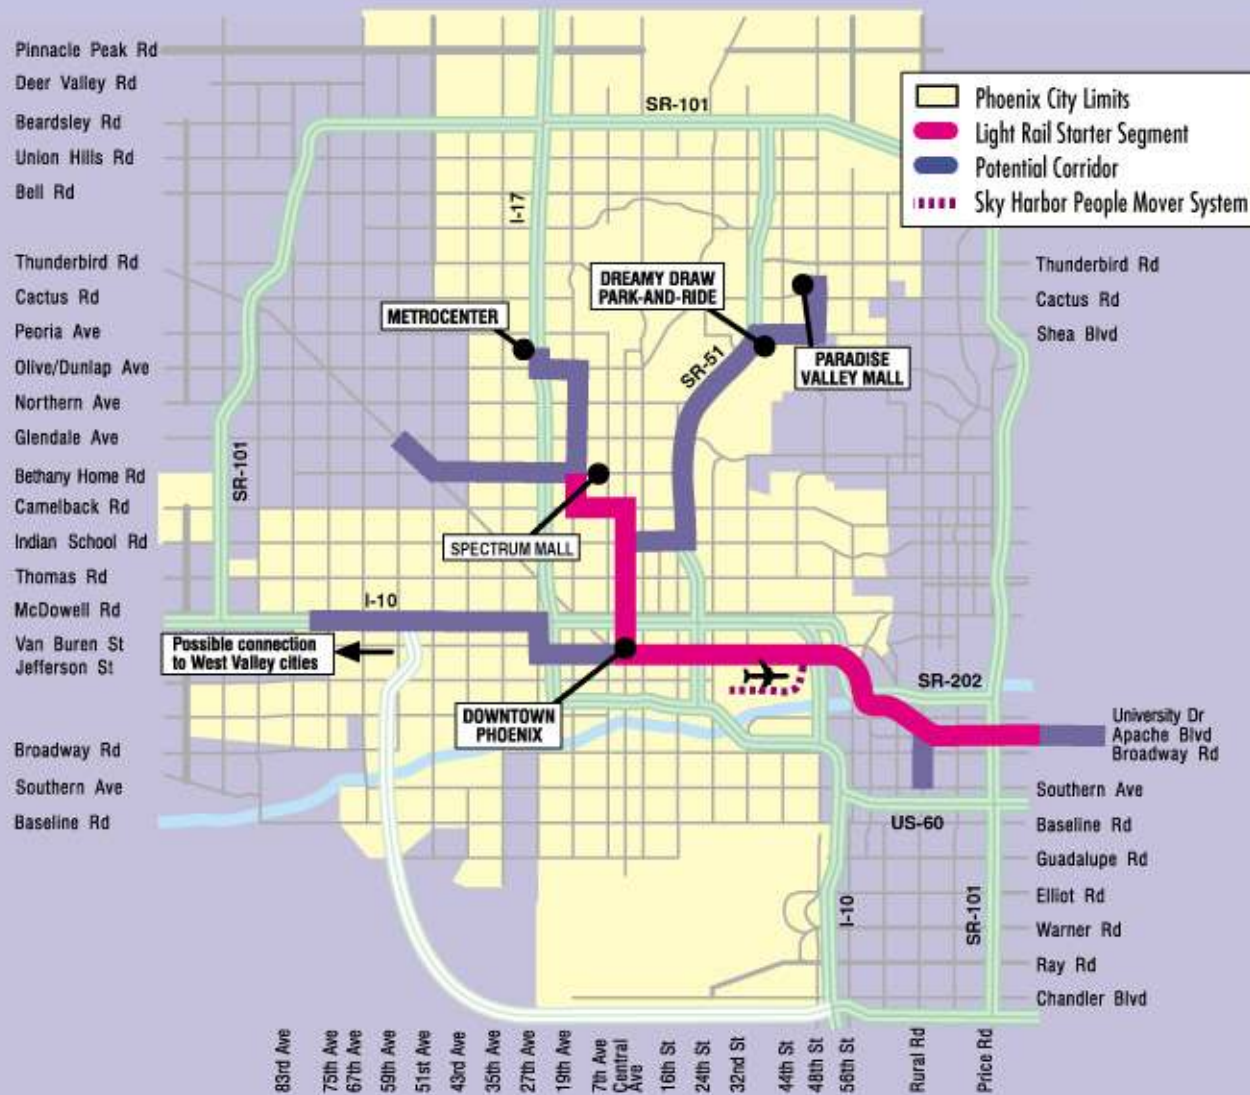 Pinnacle Peak Rd
Deer Valley Rd
Beardsley Rd
Union Hills Rd
Bell Rd
Thunderbird Rd
Cactus Rd
Peoria Ave
Olive/Dunlap Ave
Northern Ave
Glendale Ave
Bethany Home Rd
Camelback Rd
Indian School Rd
Thomas Rd
McDowell Rd
Van Buren St
Jefferson St
Broadway Rd
Southern Ave
Baseline Rd
Phoenix City Limits
Light Rail Starter Segment
Potential Corridor
Sky Harbor People Mover System
SR-101
I-17
DREAMY DRAW
PARK-AND-RIDE
METROCENTER
SR-51
PARADISE
VALLEY MALL
SR-101
SPECTRUM MALL
I-10
Possible connection
to West Valley cities
DOWNTOWN
PHOENIX
SR-202
US-60
I-10
SR-101
Thunderbird Rd
Cactus Rd
Shea Blvd
University Dr
Apache Blvd
Broadway Rd
Southern Ave
Baseline Rd
Guadalupe Rd
Elliot Rd
Warner Rd
Ray Rd
Chandler Blvd
83rd Ave
75th Ave
67th Ave
59th Ave
51st Ave
43rd Ave
35th Ave
27th Ave
19th Ave
7th Ave
Central
Ave
16th St
24th St
32nd St
44th St
48th St
56th St
Rural Rd
Price Rd